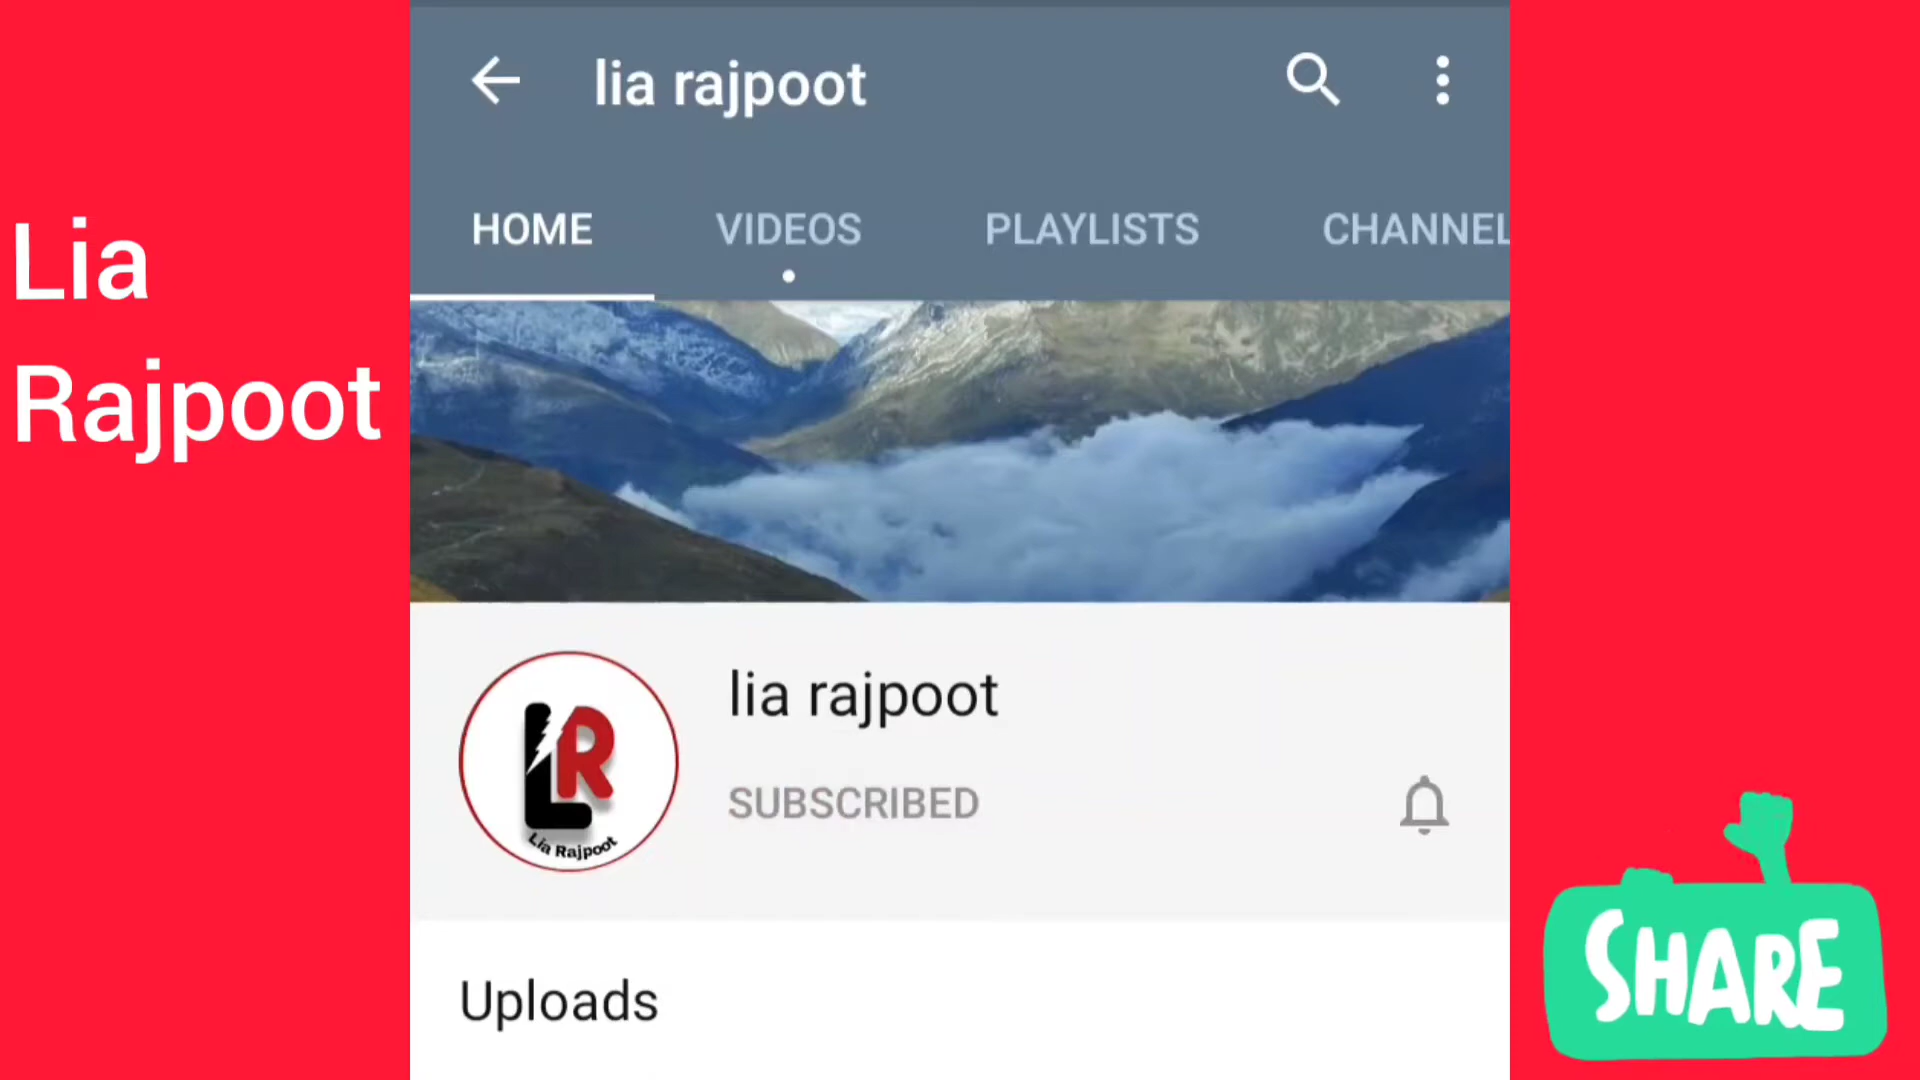 Lia
Rajpoot
lia rajpoot
HOME VIDEOS PLAYLISTS CHANNEL
LR
Lia Rajpoot
lia rajpoot
SUBSCRIBED
Uploads
SHARE